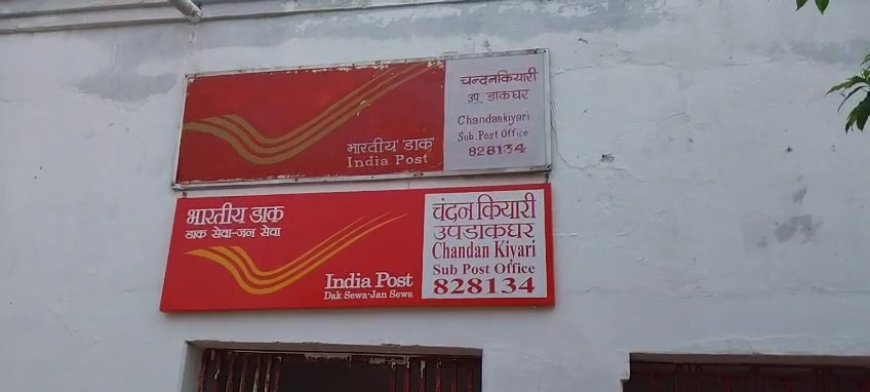 चन्दनकियारी
उप डाकघर
Chandankiyari
Sub Post Office
828134
भारतीय डाक
India Post
भारतीय डाक
डाक सेवा-जन सेवा
India Post
Dak Sewa-Jan Sewa
चंदन कियारी
उपडाकघर
Chandan Kiyari
Sub Post Office
828134